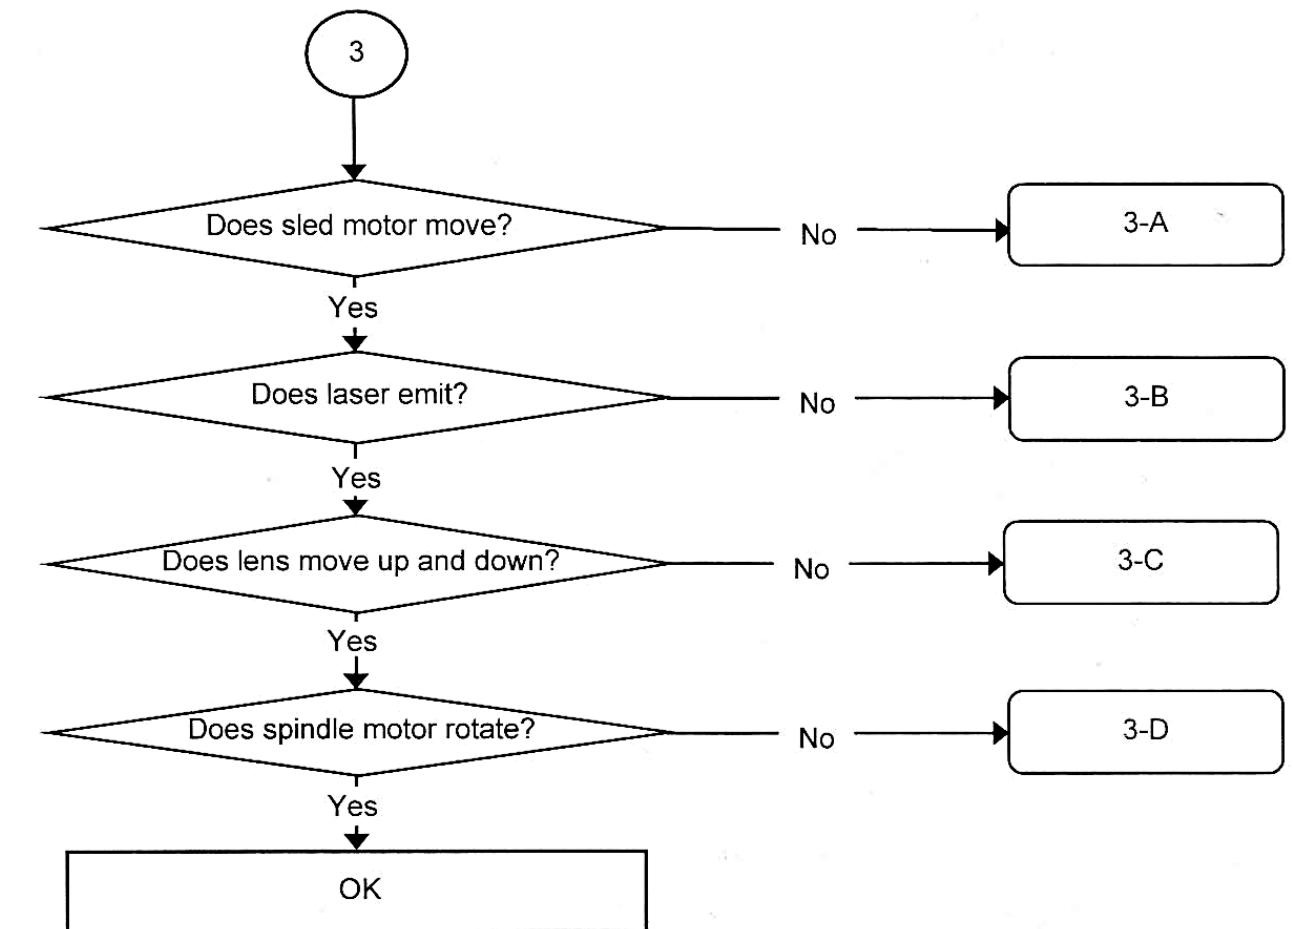 3
Does sled motor move?
No
3-A
Yes
Does laser emit?
No
3-B
Yes
Does lens move up and down?
No
3-C
Yes
Does spindle motor rotate?
No
3-D
Yes
OK